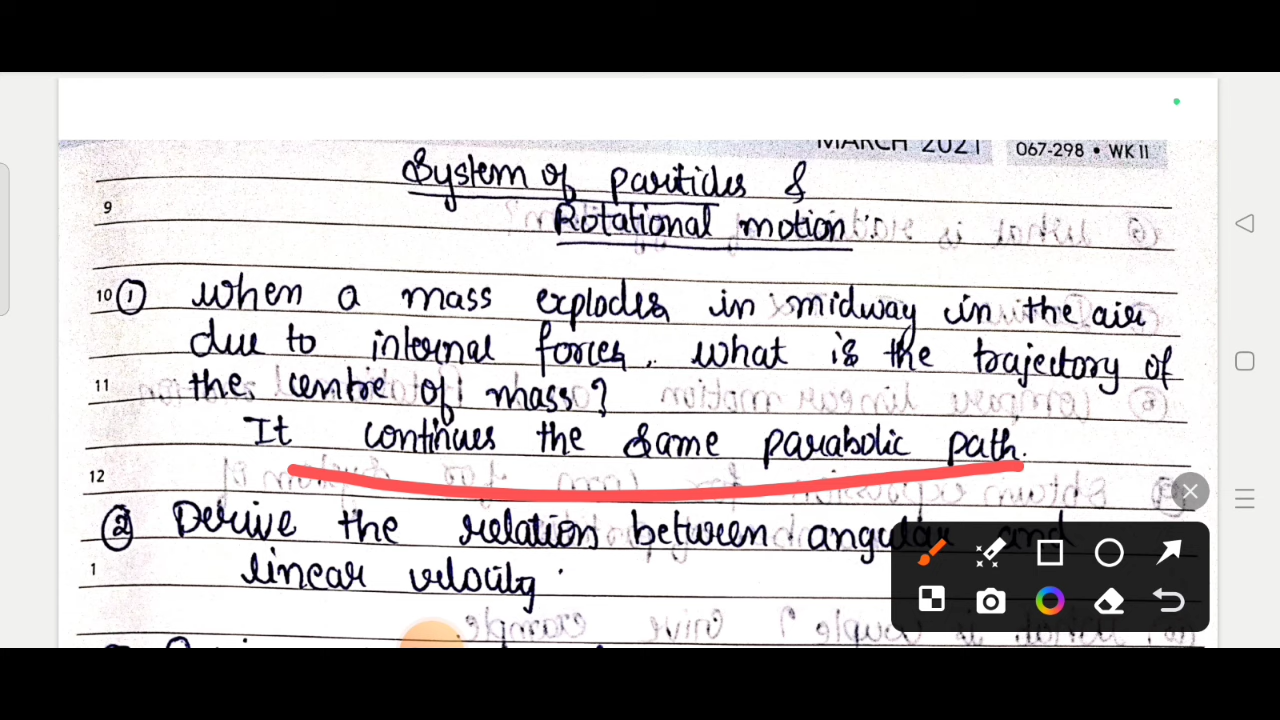 MARCH 2021 067-298 • WK II
System of particles &
9
Rotational motion.
10 ① When a mass explodes in midway in the air
due to internal forces. What is the trajectory of
11 the centre of mass?
It continues the same parabolic path.
12
② Derive the relation between angular and
1 linear velocity.